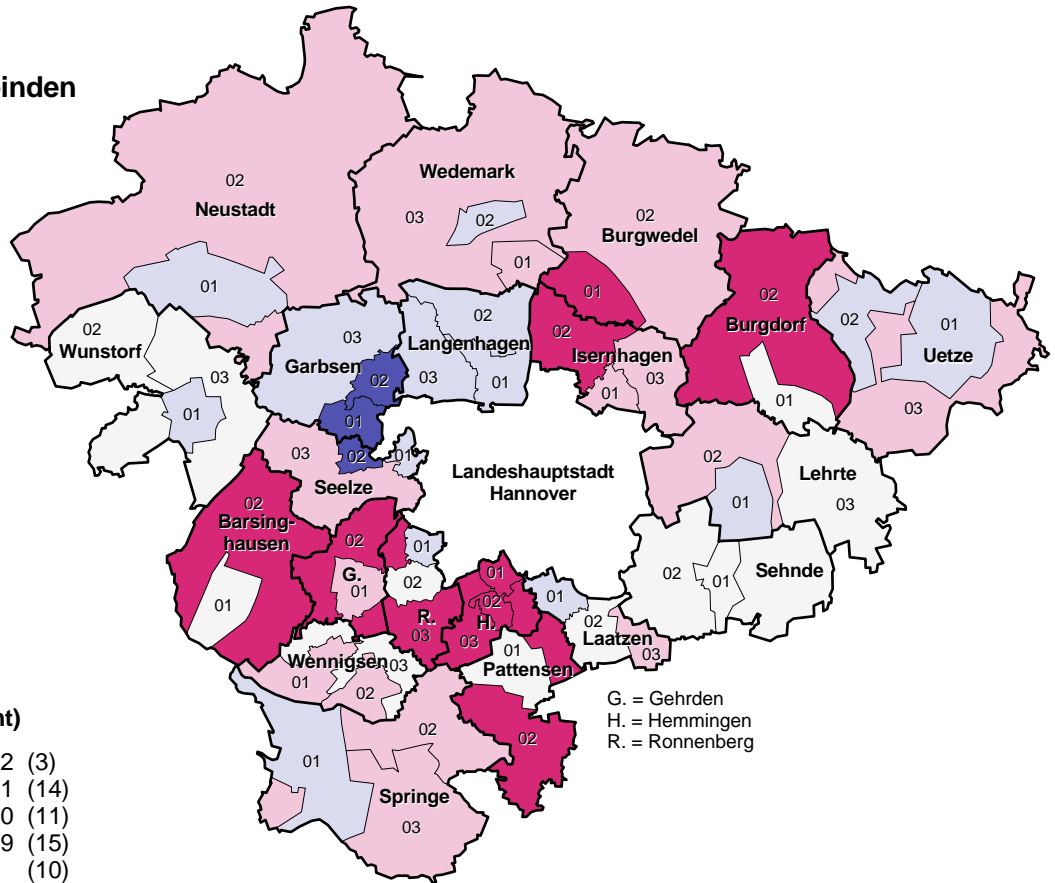 inden
02
Neustadt
01
Wedemark
03
02
01
02
Burgwedel
01
02
Wunstorf
03
01
03
Garbsen
02
01
02
Langenhagen
03
01
02
Isernhagen
03
01
02
Burgdorf
01
02
01
Uetze
03
03
02
01
Seelze
Landeshauptstadt
Hannover
02
01
Lehrte
03
02
Barsing-
hausen
01
02
G.
01
01
02
R.
03
01
02
H.
03
01
02
Laatzen
03
02
01
Sehnde
Wennigsen
01
02
03
01
Pattensen
02
G. = Gehrden
H. = Hemmingen
R. = Ronnenberg
01
02
Springe
03
nt)
2 (3)
1 (14)
0 (11)
9 (15)
(10)